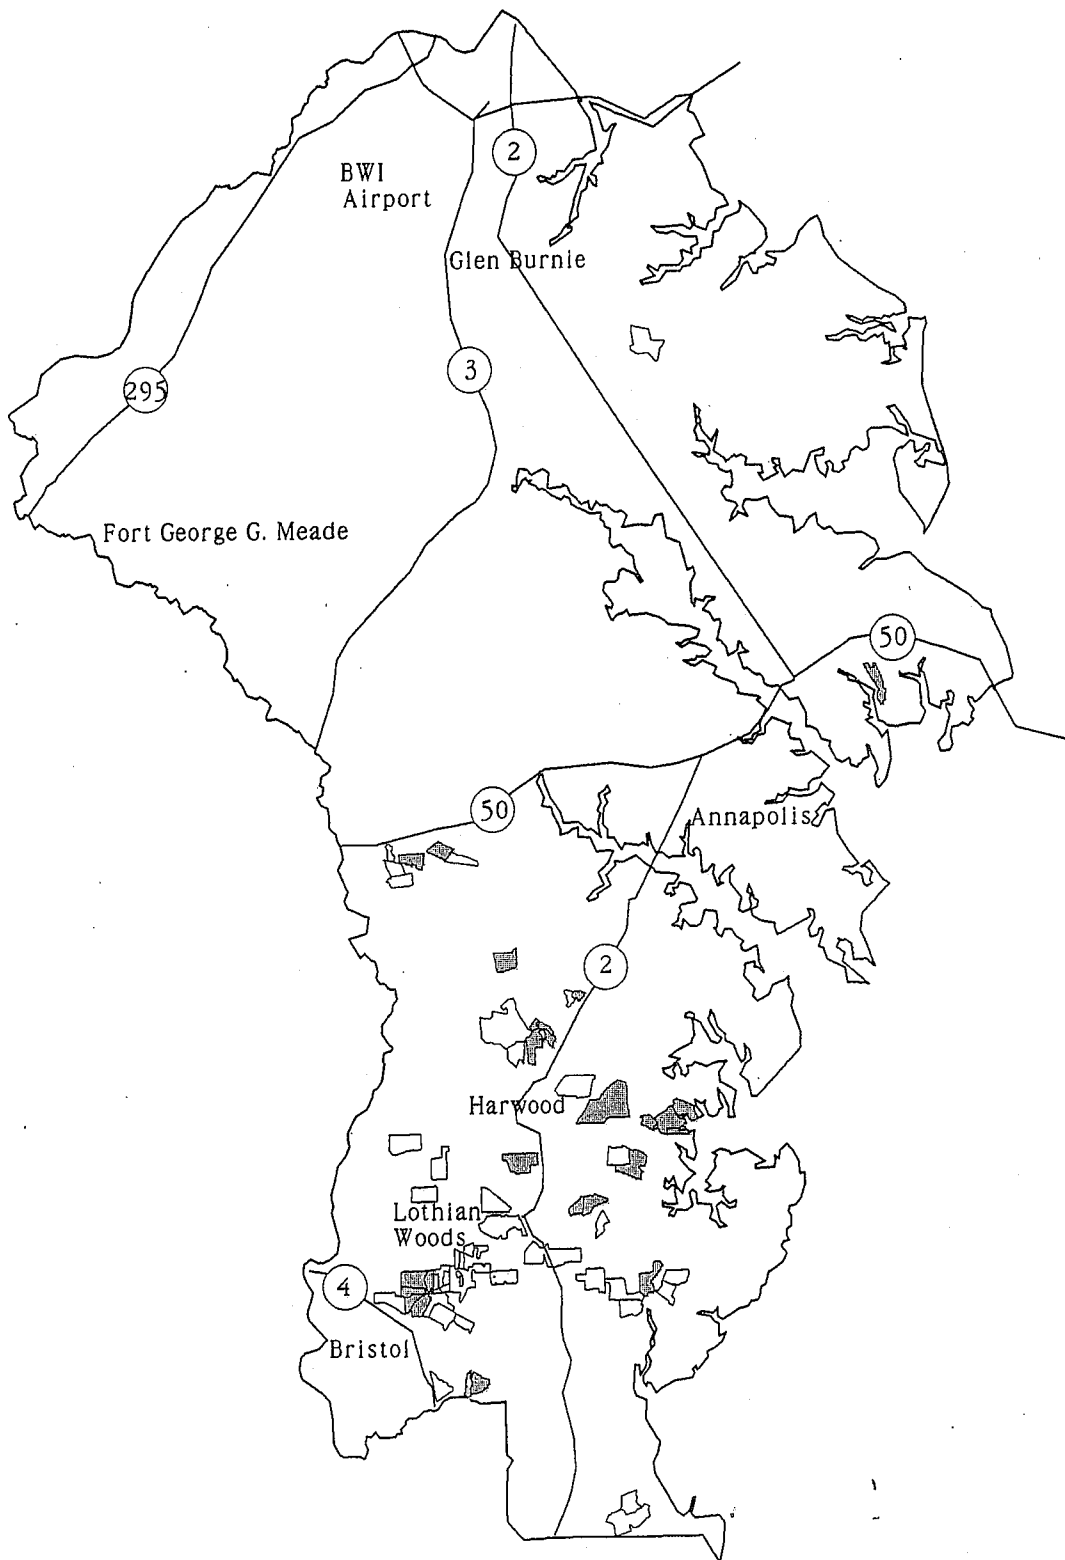 2
BWI
Airport
Glen Burnie
3
295
Fort George G. Meade
50
50
Annapolis
2
Harwood
Lothian
Woods
4
Bristol